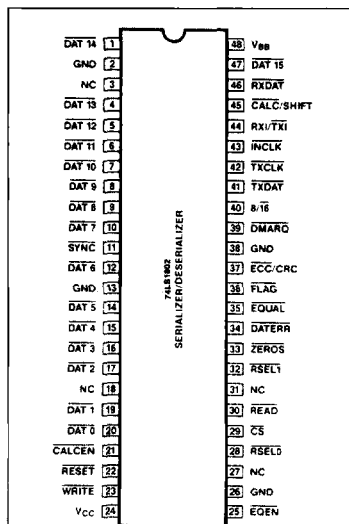 DAT 14 1 48 VBB
GND 2 47 DAT 15
NC 3 46 RXDAT
DAT 13 4 45 CALC/SHIFT
DAT 12 5 44 RXI/TXI
DAT 11 6 43 INCLK
DAT 10 7 42 TXCLK
DAT 9 8 41 TXDAT
DAT 8 9 40 8/16
DAT 7 10 39 DMARQ
SYNC 11 38 GND
DAT 6 12 37 ECC/CRC
GND 13 36 FLAG
DAT 5 14 35 EQUAL
DAT 4 15 34 DATERR
DAT 3 16 33 ZEROS
DAT 2 17 32 RSEL1
NC 18 31 NC
DAT 1 19 30 READ
DAT 0 20 29 CS
CALCEN 21 28 RSEL0
RESET 22 27 NC
WRITE 23 26 GND
VCC 24 25 EQEN
74LS1802
SERIALIZER/DESERIALIZER